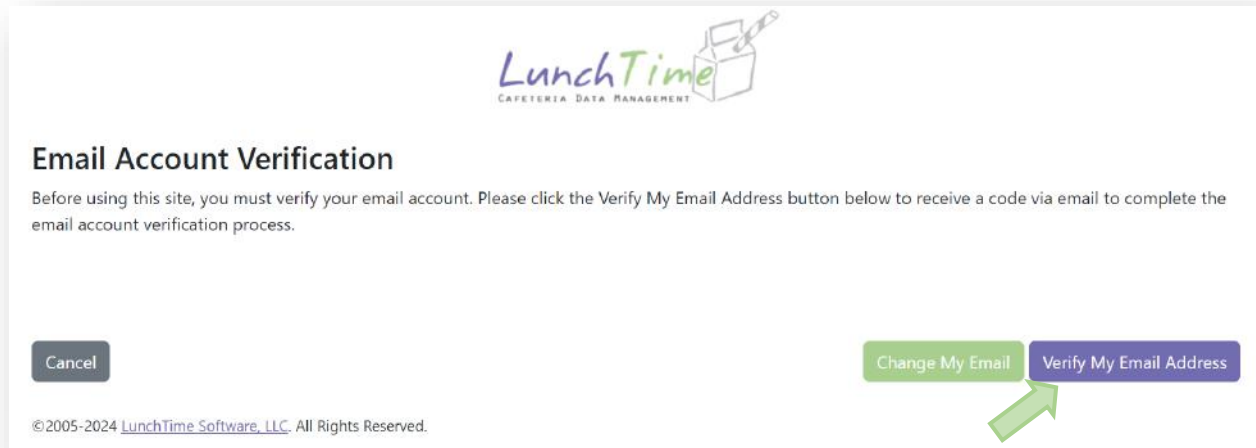 LunchTime
CAFETERIA DATA MANAGEMENT
Email Account Verification
Before using this site, you must verify your email account. Please click the Verify My Email Address button below to receive a code via email to complete the
email account verification process.
Cancel
Change My Email
Verify My Email Address
©2005-2024 LunchTime Software, LLC. All Rights Reserved.